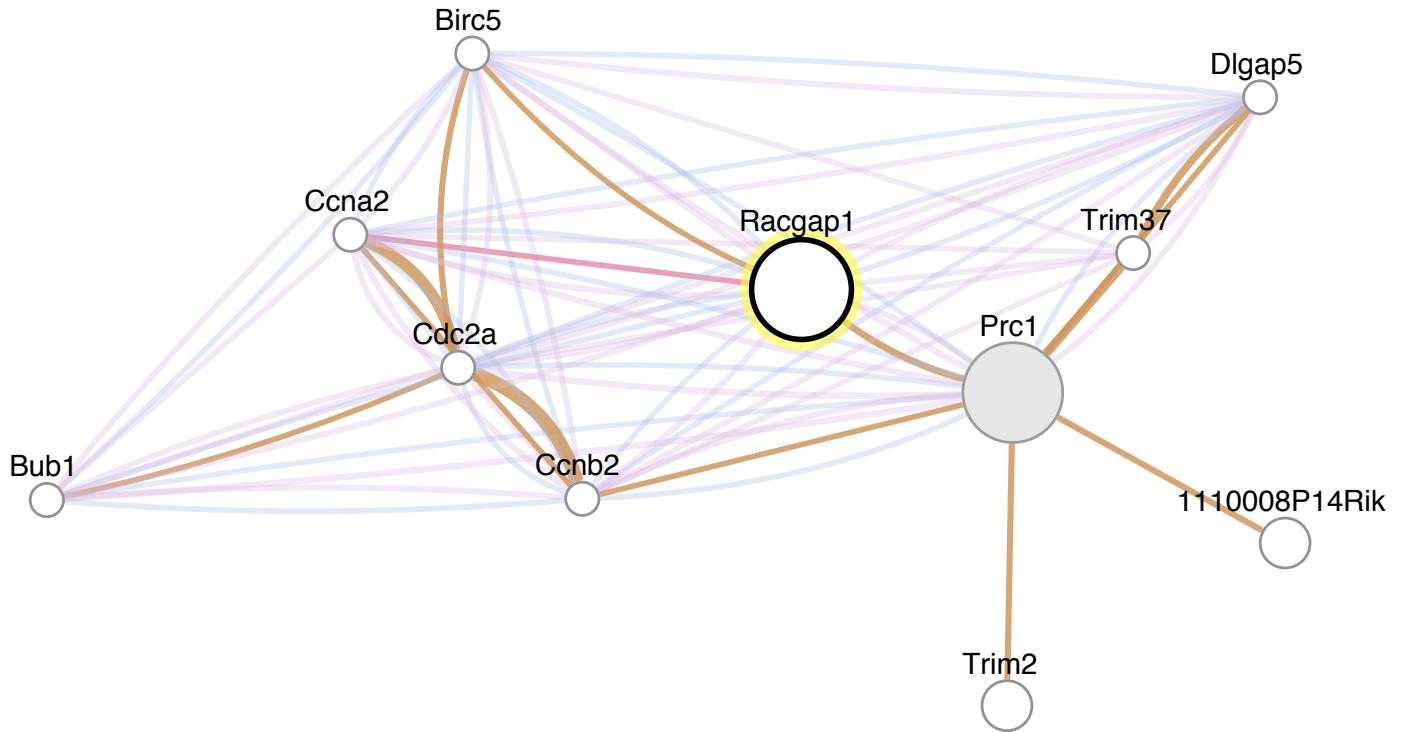 Birc5
Dlgap5
Ccna2
Racgap1
Trim37
Cdc2a
Prc1
Bub1
Ccnb2
1110008P14Rik
Trim2